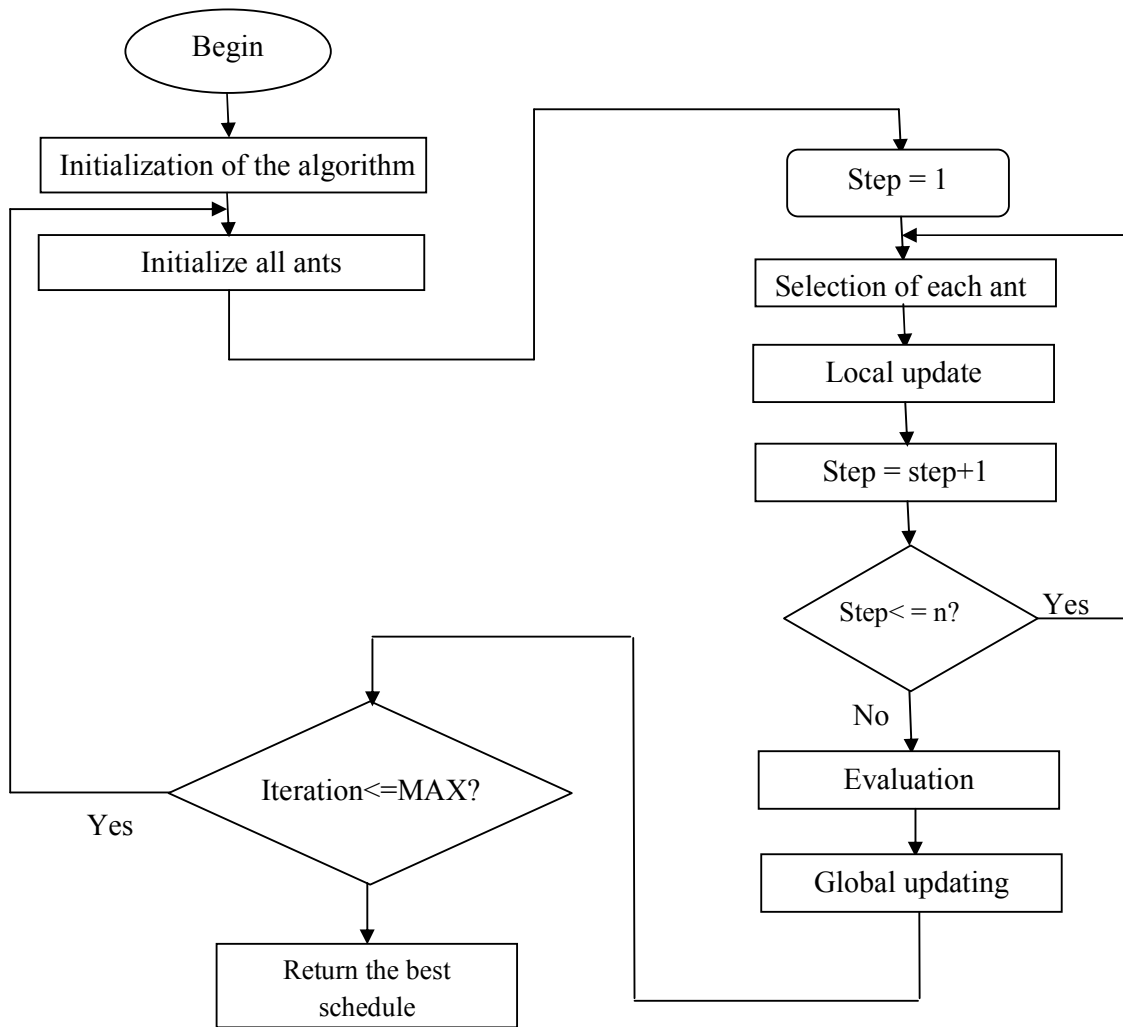 Begin
Initialization of the algorithm
Initialize all ants
Step = 1
Selection of each ant
Local update
Step = step+1
Step< = n?
Yes
No
Evaluation
Global updating
Iteration<=MAX?
Yes
Return the best
schedule